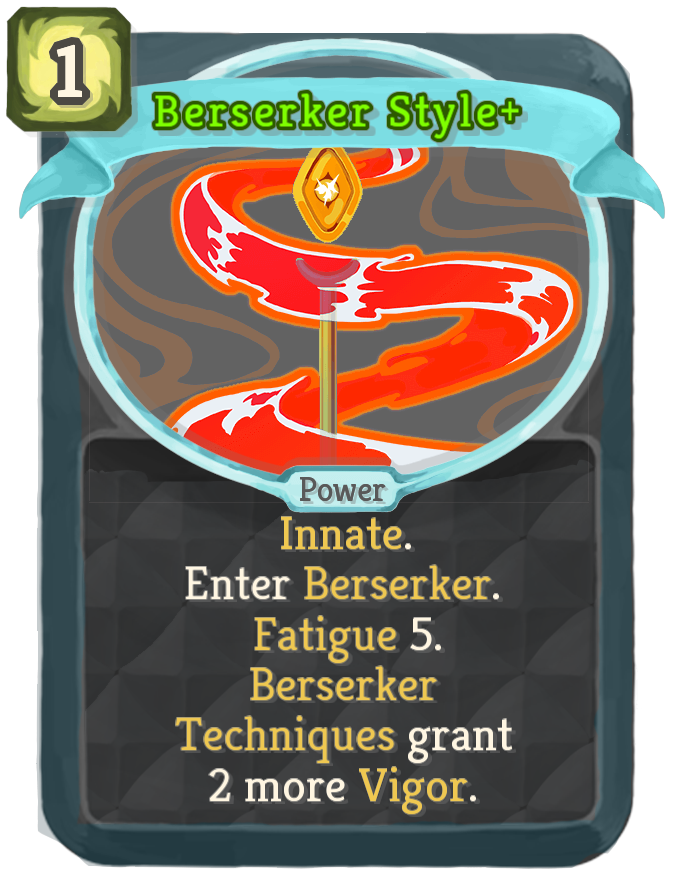 1
Berserker Style+
Power
Innate.
Enter Berserker.
Fatigue 5.
Berserker
Techniques grant
2 more Vigor.